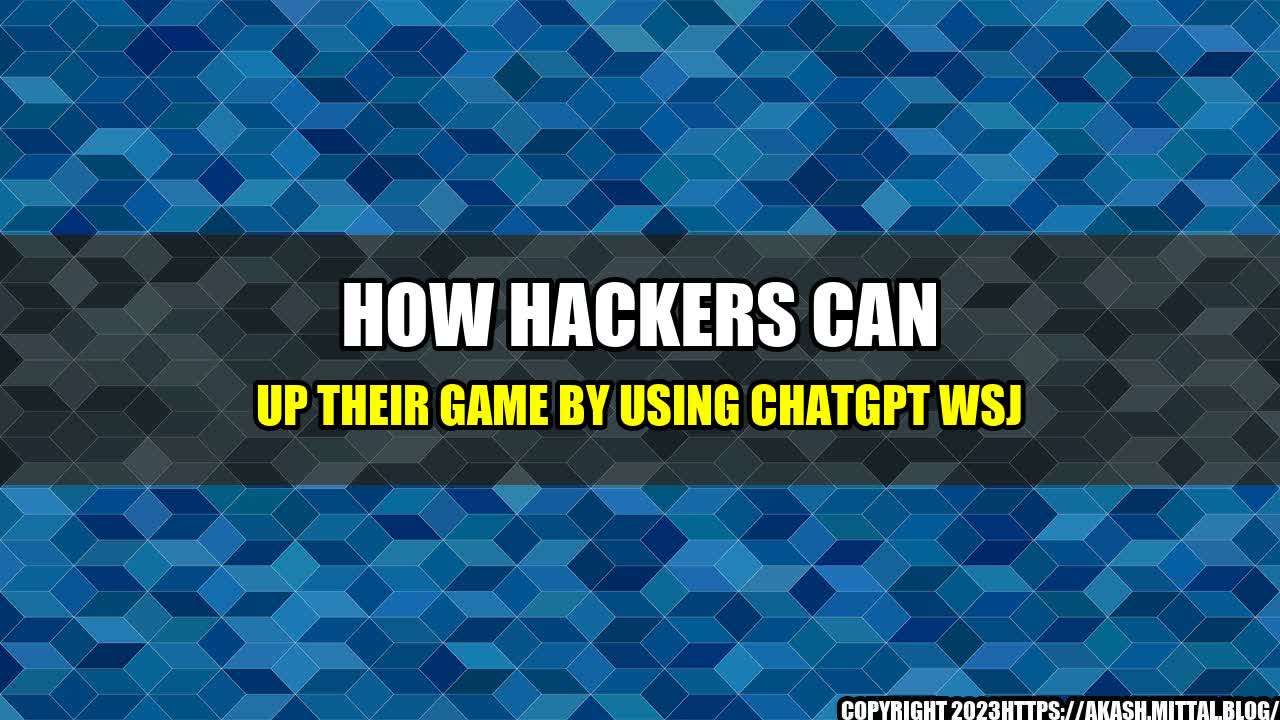 HOW HACKERS CAN
UP THEIR GAME BY USING CHATGPT WSJ
COPYRIGHT 2023HTTPS://AKASH.MITTAL.BLOG/